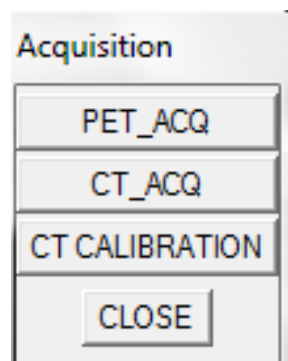 Acquisition
PET_ACQ
CT_ACQ
CT CALIBRATION
CLOSE